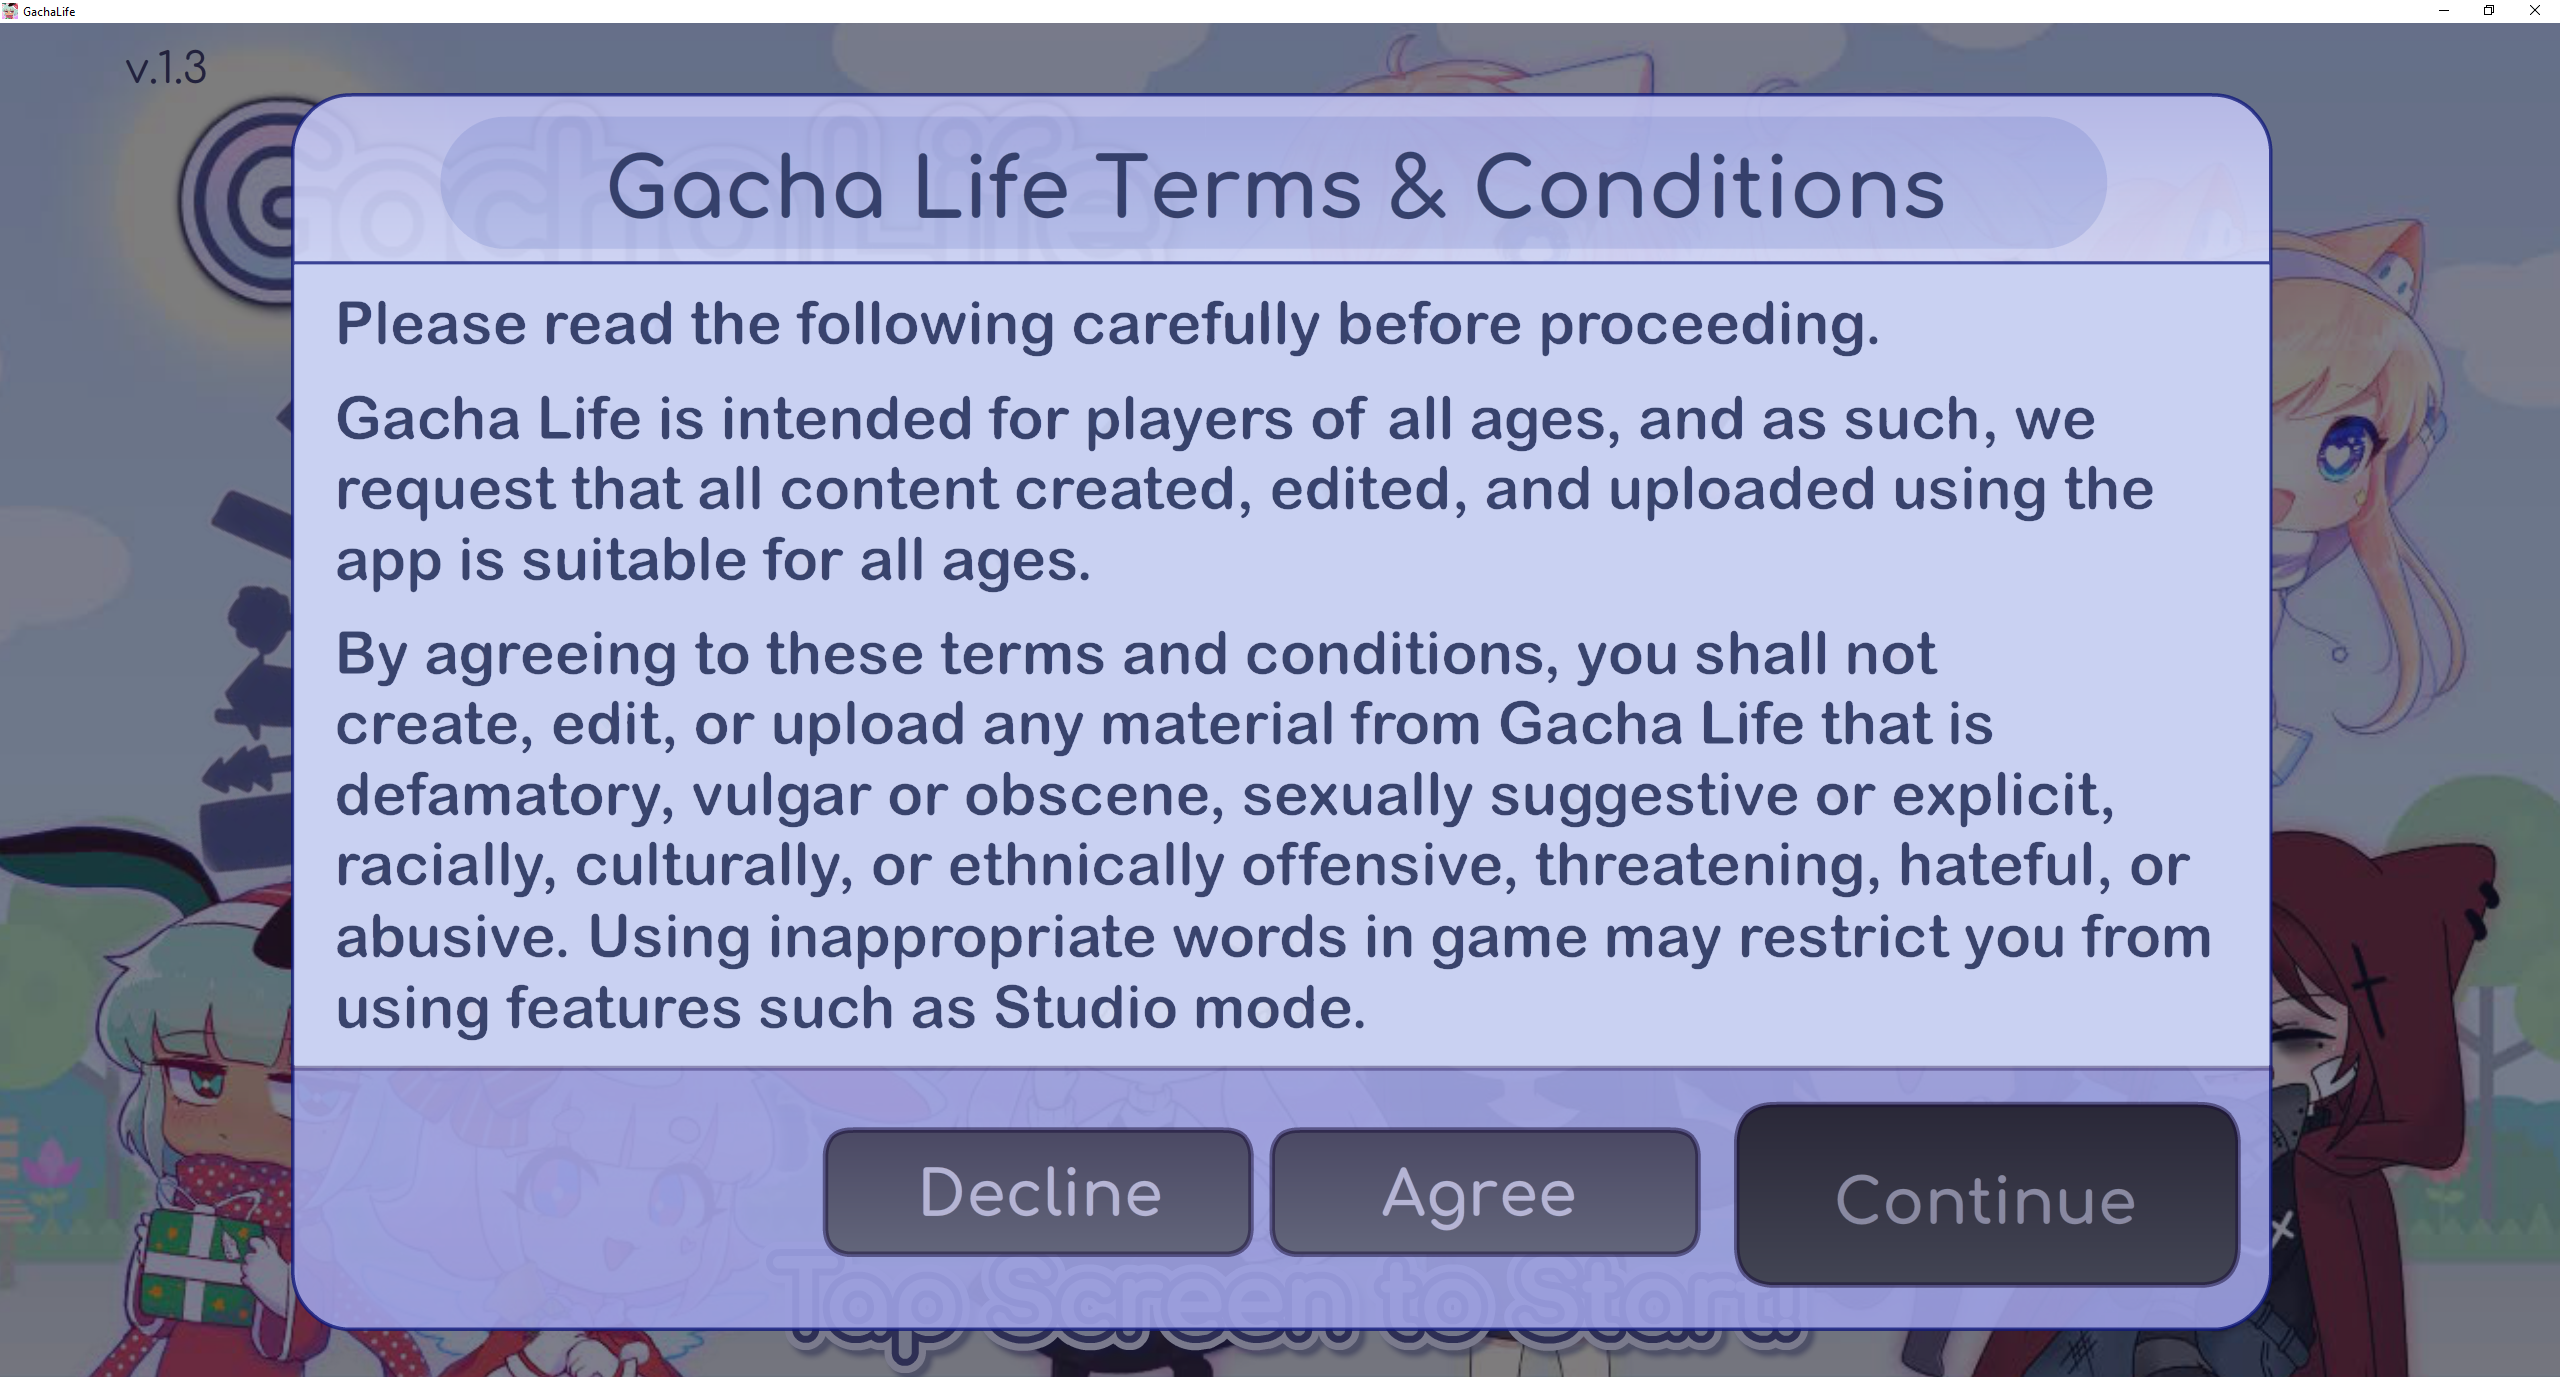 GachaLife
v.1.3
GachaLife
Gacha Life Terms & Conditions
Please read the following carefully before proceeding.
Gacha Life is intended for players of all ages, and as such, we
request that all content created, edited, and uploaded using the
app is suitable for all ages.
By agreeing to these terms and conditions, you shall not
create, edit, or upload any material from Gacha Life that is
defamatory, vulgar or obscene, sexually suggestive or explicit,
racially, culturally, or ethnically offensive, threatening, hateful, or
abusive. Using inappropriate words in game may restrict you from
using features such as Studio mode.
Decline
Agree
Continue
Tap Screen to Start!